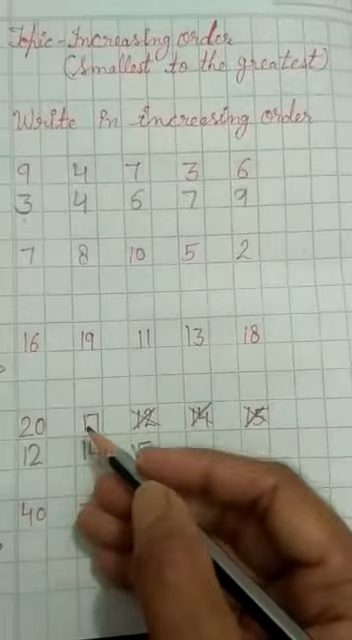 Topic - Increasing order
(Smallest to the greatest)
Write in increasing order
9 4 7 3 6
3 4 6 7 9
7 8 10 5 2
16 19 11 13 18
20 12 14 15
12 14 15
40